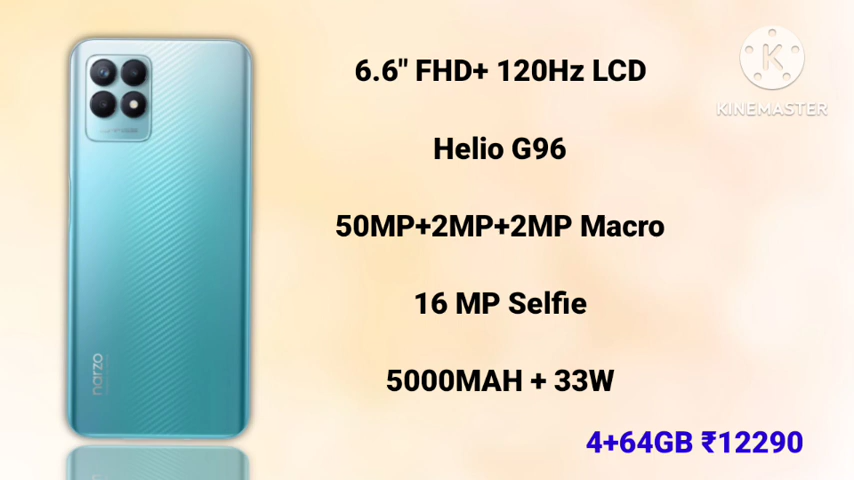 6.6" FHD+ 120Hz LCD
KINEMASTER
Helio G96
50MP+2MP+2MP Macro
16 MP Selfie
5000MAH + 33W
narzo
4+64GB ₹12290